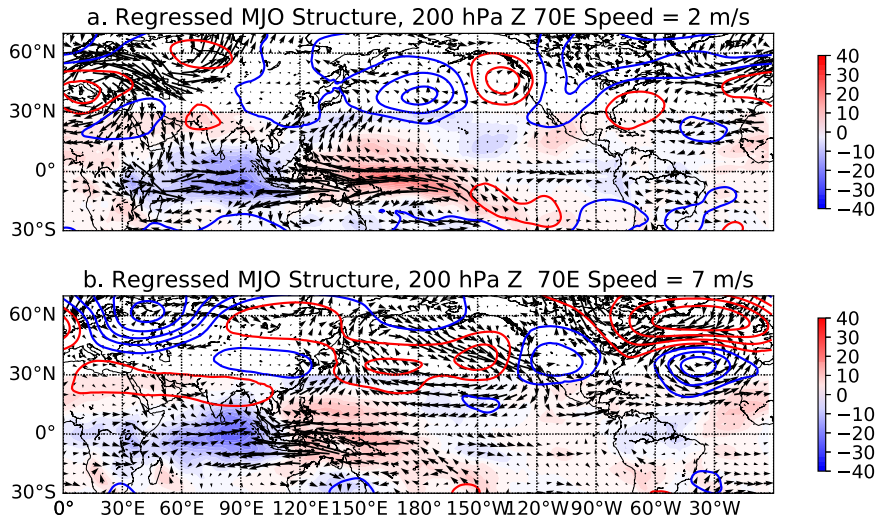 a. Regressed MJO Structure, 200 hPa Z 70E Speed = 2 m/s
60°N
30°N
0°
30°S
40
30
20
10
0
−10
−20
−30
−40
b. Regressed MJO Structure, 200 hPa Z  70E Speed = 7 m/s
60°N
30°N
0°
30°S
40
30
20
10
0
−10
−20
−30
−40
0° 30°E 60°E 90°E 120°E 150°E 180° 150°W 120°W 90°W 60°W 30°W